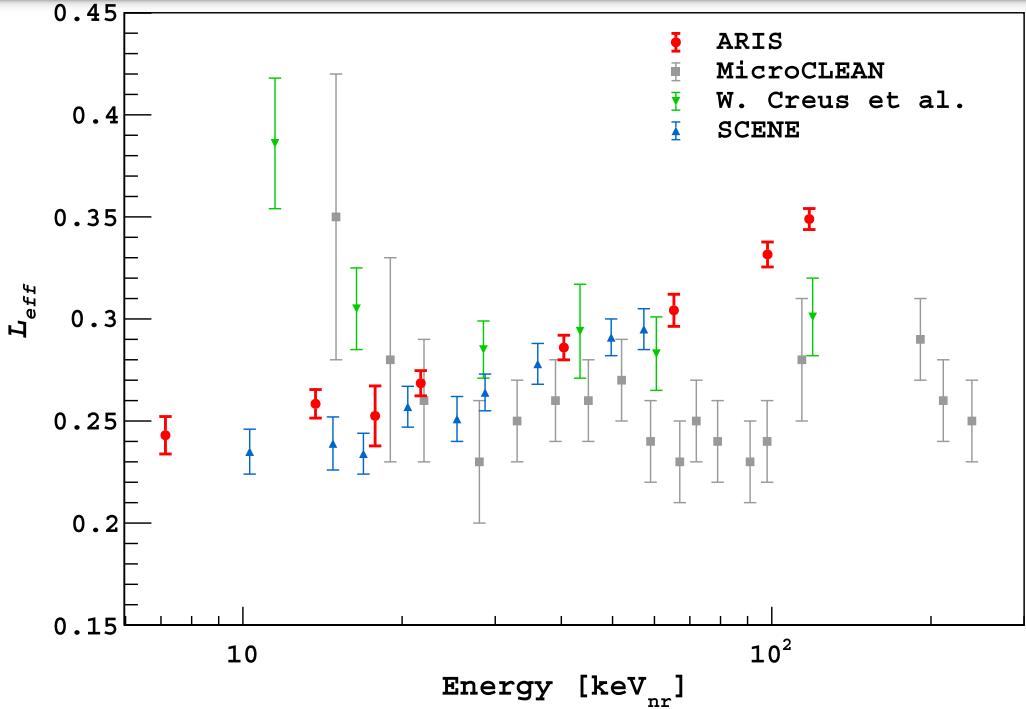 0.45
0.4
0.35
0.3
0.25
0.2
0.15
L_eff
ARIS
MicroCLEAN
W. Creus et al.
SCENE
10
10²
Energy [keV_nr]